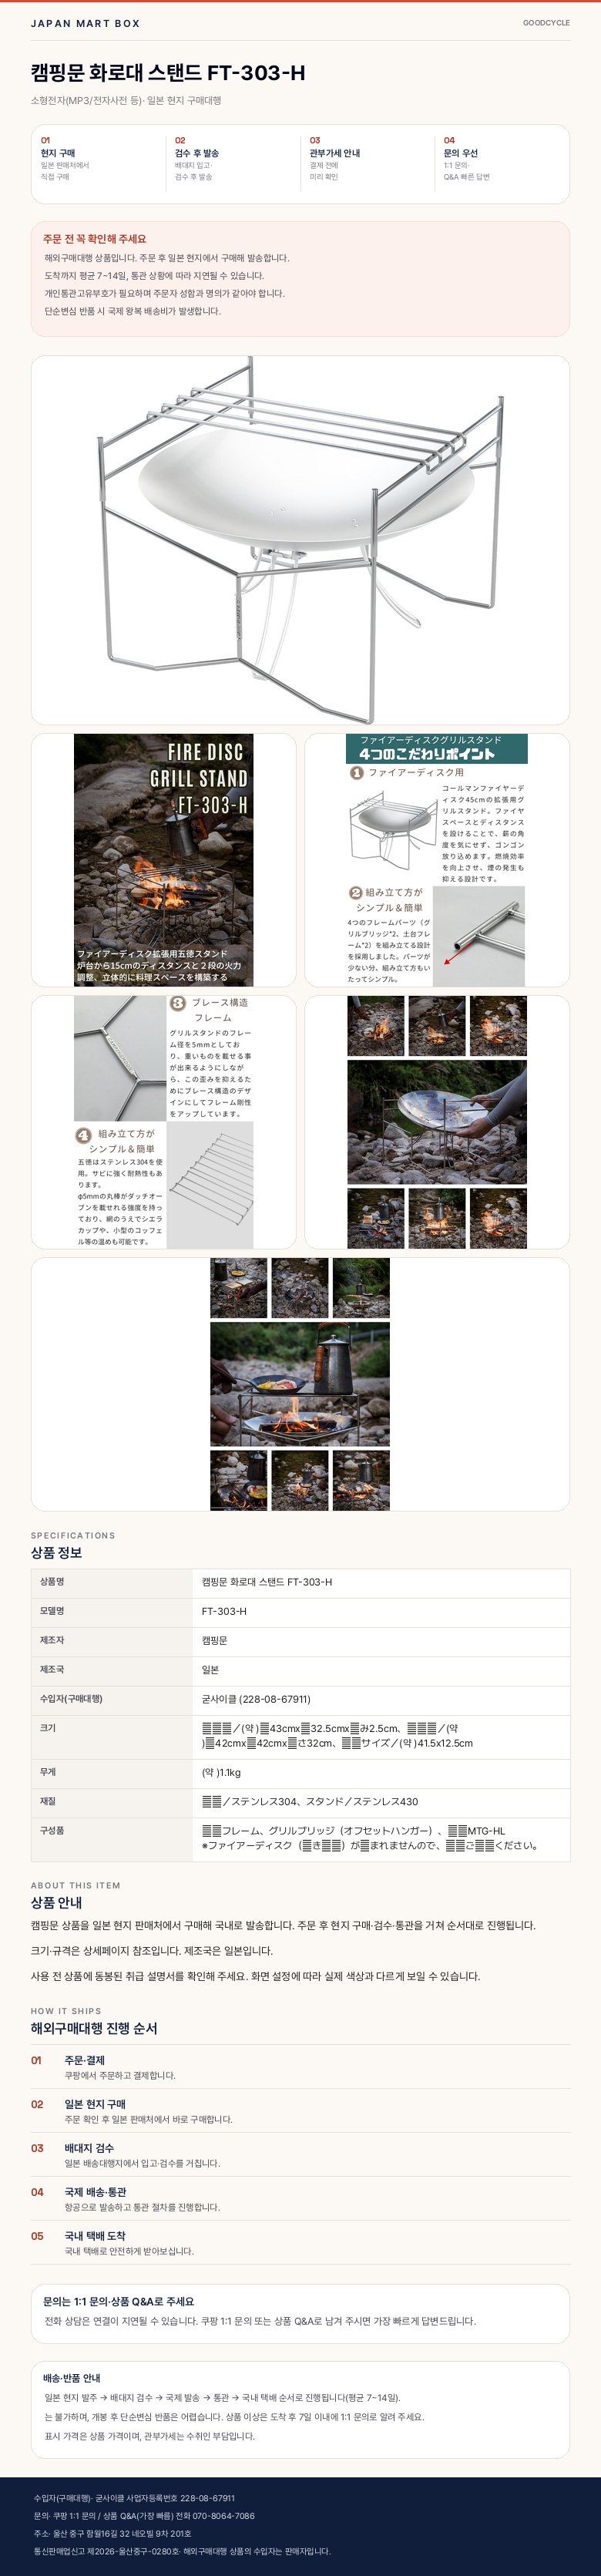 JAPAN MART BOX
GOODCYCLE
캠핑문 화로대 스탠드 FT-303-H
소형전자(MP3/전자사전 등)· 일본 현지 구매대행
01
현지 구매
일본 판매처에서
직접 구매
02
검수 후 발송
배대지 입고·
검수 후 발송
03
관부가세 안내
결제 전에
미리 확인
04
문의 우선
1:1 문의·
Q&A 빠른 답변
주문 전 꼭 확인해 주세요
해외구매대행 상품입니다. 주문 후 일본 현지에서 구매해 발송합니다.
도착까지 평균 7~14일, 통관 상황에 따라 지연될 수 있습니다.
개인통관고유부호가 필요하며 주문자 성함과 명의가 같아야 합니다.
단순변심 반품 시 국제 왕복 배송비가 발생합니다.
FIRE DISC
GRILL STAND
FT-303-H
ファイアーディスク拡張用五徳スタンド
炉台から15cmのディスタンスと2段の火力
調整、立体的に料理スペースを構築する
ファイアーディスクグリルスタンド
4つのこだわりポイント
1 ファイアーディスク用
コールマンファイヤーデ
ィスク45cmの拡張用グ
リルスタンド。ファイヤ
スペースとディスタンス
を設けることで、薪の角
度を気にせず、ゴンゴン
放り込めます。燃焼効率
を向上させ、煙の発生も
抑える設計です。
2 組み立て方が
シンプル&簡単
4つのフレームパーツ（グ
リルブリッジ*2、土台フレ
ーム*2）を組み立てる設計
を採用しました。パーツが
少ない分、組み立て方もい
たってシンプル。
3 ブレース構造
フレーム
グリルスタンドのフレー
ム径を5mmとしてお
り、重いものを載せる事
が出来るようにしなが
ら、この歪みを抑えるた
めにブレース構造のデザ
インにしてフレーム剛性
をアップしています。
4 組み立て方が
シンプル&簡単
五徳はステンレス304を使
用。サビに強く耐熱性もあ
ります。
φ5mmの丸棒がダッチオー
ブンを載せれる強度を持っ
ており、網のうえでシエラ
カップや、小型のコッフェ
ル等の温めも可能です。
SPECIFICATIONS
상품 정보
상품명 캠핑문 화로대 스탠드 FT-303-H
모델명 FT-303-H
제조자 캠핑문
제조국 일본
수입자(구매대행) 굳사이클 (228-08-67911)
크기 ／(약 )43cmx32.5cmxみ2.5cm、／(약
)42cmx42cmxさ32cm、サイズ／(약 )41.5x12.5cm
무게 (약 )1.1kg
재질 ／ステンレス304、スタンド／ステンレス430
구성품 フレーム、グリルブリッジ（オフセットハンガー）、MTG-HL
※ファイアーディスク（き）がまれませんので、ごください。
ABOUT THIS ITEM
상품 안내
캠핑문 상품을 일본 현지 판매처에서 구매해 국내로 발송합니다. 주문 후 현지 구매·검수·통관을 거쳐 순서대로 진행됩니다.
크기·규격은 상세페이지 참조입니다. 제조국은 일본입니다.
사용 전 상품에 동봉된 취급 설명서를 확인해 주세요. 화면 설정에 따라 실제 색상과 다르게 보일 수 있습니다.
HOW IT SHIPS
해외구매대행 진행 순서
01 주문·결제
쿠팡에서 주문하고 결제합니다.
02 일본 현지 구매
주문 확인 후 일본 판매처에서 바로 구매합니다.
03 배대지 검수
일본 배송대행지에서 입고·검수를 거칩니다.
04 국제 배송·통관
항공으로 발송하고 통관 절차를 진행합니다.
05 국내 택배 도착
국내 택배로 안전하게 받아보십니다.
문의는 1:1 문의·상품 Q&A로 주세요
전화 상담은 연결이 지연될 수 있습니다. 쿠팡 1:1 문의 또는 상품 Q&A로 남겨 주시면 가장 빠르게 답변드립니다.
배송·반품 안내
일본 현지 발주 → 배대지 검수 → 국제 발송 → 통관 → 국내 택배 순서로 진행됩니다(평균 7~14일).
는 불가하며, 개봉 후 단순변심 반품은 어렵습니다. 상품 이상은 도착 후 7일 이내에 1:1 문의로 알려 주세요.
표시 가격은 상품 가격이며, 관부가세는 수취인 부담입니다.
수입자(구매대행)· 굳사이클 사업자등록번호 228-08-67911
문의· 쿠팡 1:1 문의 / 상품 Q&A(가장 빠름) 전화 070-8064-7086
주소· 울산 중구 함월16길 32 네오빌 9차 201호
통신판매업신고 제2026-울산중구-0280호· 해외구매대행 상품의 수입자는 판매자입니다.